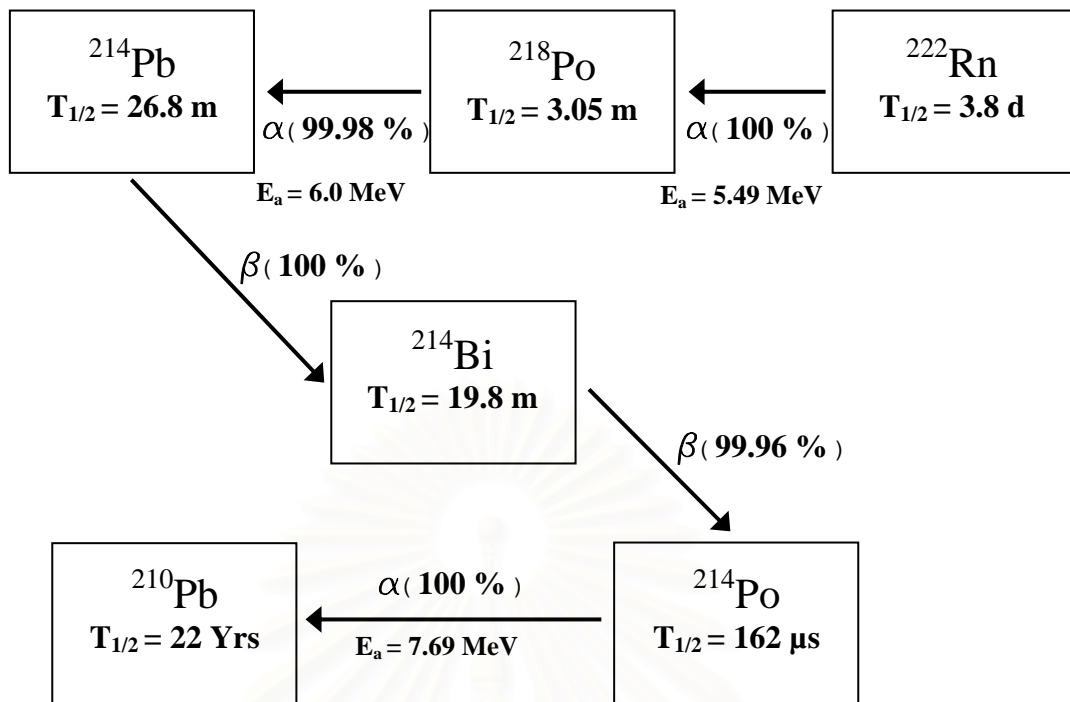 ²¹⁴Pb
T₁/₂ = 26.8 m
²¹⁸Po
T₁/₂ = 3.05 m
²²²Rn
T₁/₂ = 3.8 d
α( 99.98 % )
α( 100 % )
Eₐ = 6.0 MeV
Eₐ = 5.49 MeV
β( 100 % )
²¹⁴Bi
T₁/₂ = 19.8 m
β( 99.96 % )
²¹⁰Pb
T₁/₂ = 22 Yrs
α( 100 % )
Eₐ = 7.69 MeV
²¹⁴Po
T₁/₂ = 162 µs